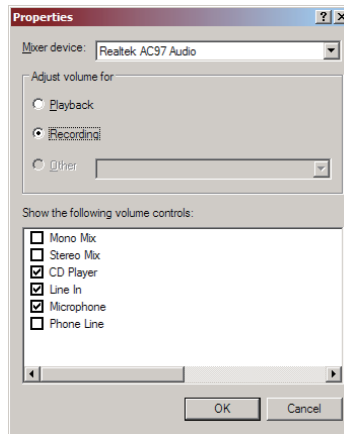 Properties
Mixer device: Realtek AC97 Audio
Adjust volume for
Playback
Recording
Other
Show the following volume controls:
Mono Mix
Stereo Mix
CD Player
Line In
Microphone
Phone Line
OK Cancel